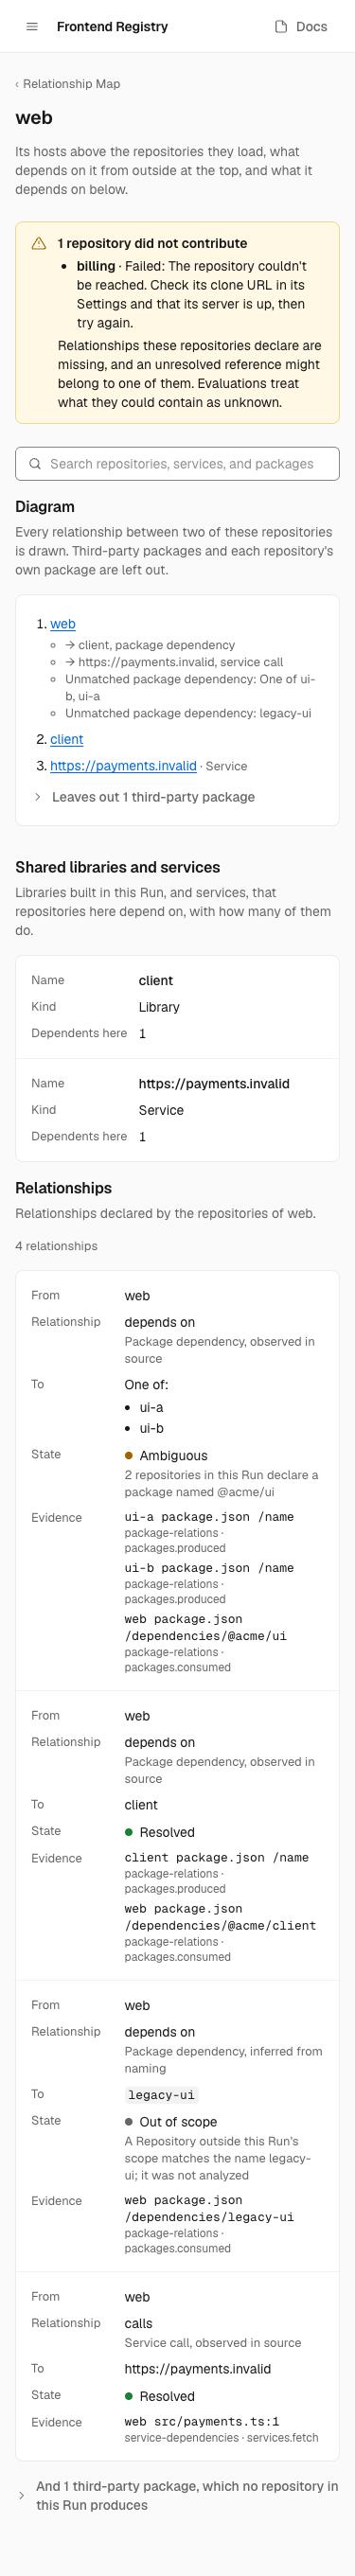 Frontend Registry
Docs
‹ Relationship Map
web
Its hosts above the repositories they load, what
depends on it from outside at the top, and what it
depends on below.
1 repository did not contribute
• billing · Failed: The repository couldn't
be reached. Check its clone URL in its
Settings and that its server is up, then
try again.
Relationships these repositories declare are
missing, and an unresolved reference might
belong to one of them. Evaluations treat
what they could contain as unknown.
Search repositories, services, and packages
Diagram
Every relationship between two of these repositories
is drawn. Third-party packages and each repository's
own package are left out.
1. web
→ client, package dependency
→ https://payments.invalid, service call
Unmatched package dependency: One of ui-
b, ui-a
Unmatched package dependency: legacy-ui
2. client
3. https://payments.invalid · Service
Leaves out 1 third-party package
Shared libraries and services
Libraries built in this Run, and services, that
repositories here depend on, with how many of them
do.
Name client
Kind Library
Dependents here 1
Name https://payments.invalid
Kind Service
Dependents here 1
Relationships
Relationships declared by the repositories of web.
4 relationships
From web
Relationship depends on
Package dependency, observed in
source
To One of:
• ui-a
• ui-b
State Ambiguous
2 repositories in this Run declare a
package named @acme/ui
Evidence ui-a package.json /name
package-relations ·
packages.produced
ui-b package.json /name
package-relations ·
packages.produced
web package.json
/dependencies/@acme/ui
package-relations ·
packages.consumed
From web
Relationship depends on
Package dependency, observed in
source
To client
State Resolved
Evidence client package.json /name
package-relations ·
packages.produced
web package.json
/dependencies/@acme/client
package-relations ·
packages.consumed
From web
Relationship depends on
Package dependency, inferred from
naming
To legacy-ui
State Out of scope
A Repository outside this Run's
scope matches the name legacy-
ui; it was not analyzed
Evidence web package.json
/dependencies/legacy-ui
package-relations ·
packages.consumed
From web
Relationship calls
Service call, observed in source
To https://payments.invalid
State Resolved
Evidence web src/payments.ts:1
service-dependencies · services.fetch
And 1 third-party package, which no repository in
this Run produces